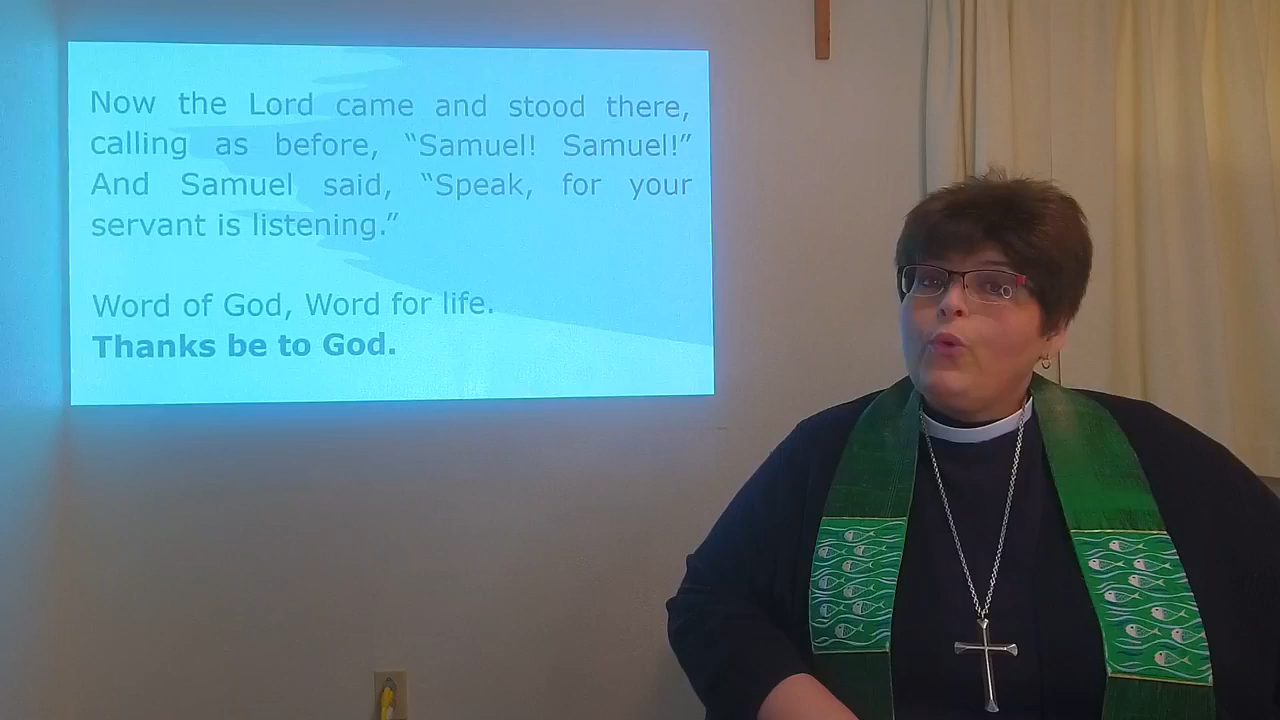 Now the Lord came and stood there,
calling as before, “Samuel! Samuel!”
And Samuel said, “Speak, for your
servant is listening.”
Word of God, Word for life.
Thanks be to God.